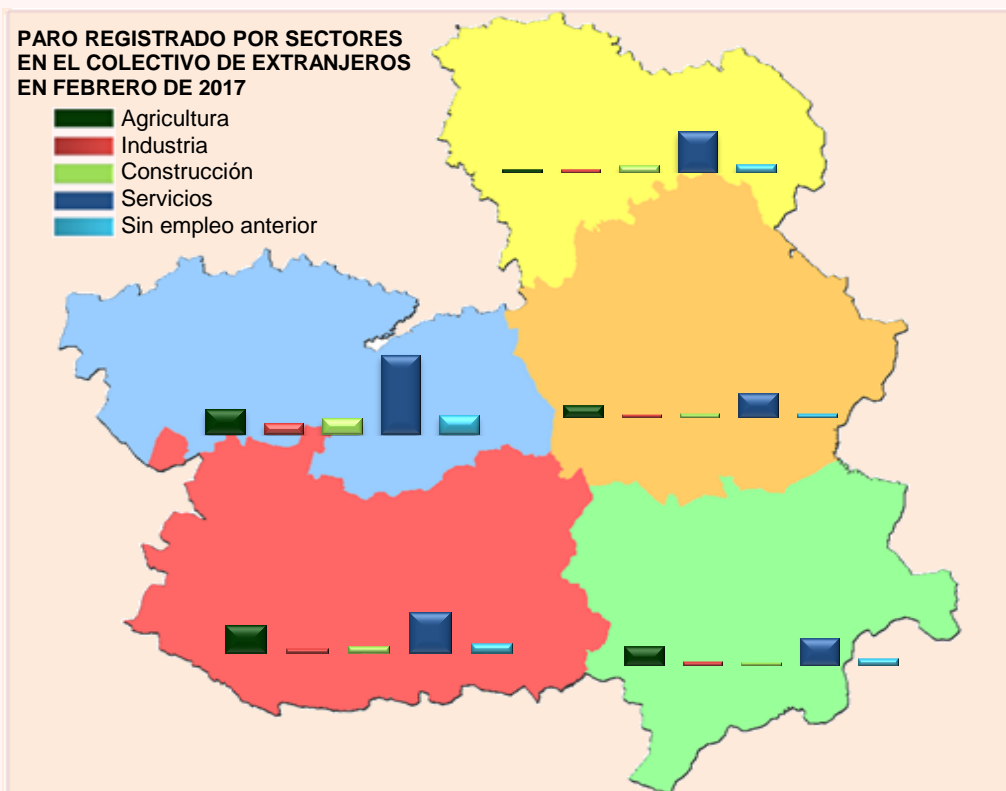 PARO REGISTRADO POR SECTORES
EN EL COLECTIVO DE EXTRANJEROS
EN FEBRERO DE 2017
Agricultura
Industria
Construcción
Servicios
Sin empleo anterior